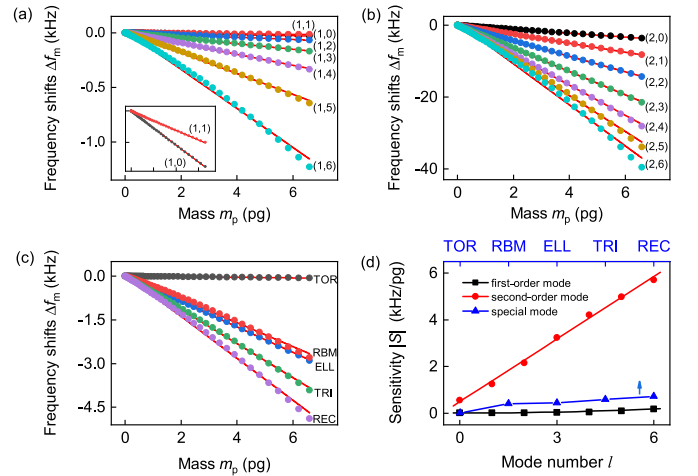 (a)
Frequency shifts Δfm (kHz)
0.0
-0.5
-1.0
(1,1)
(1,0)
(1,2)
(1,3)
(1,4)
(1,5)
(1,6)
(1,1)
(1,0)
0 2 4 6
Mass mp (pg)
(b)
Frequency shifts Δfm (kHz)
0
-20
-40
(2,0)
(2,1)
(2,2)
(2,3)
(2,4)
(2,5)
(2,6)
0 2 4 6
Mass mp (pg)
(c)
Frequency shifts Δfm (kHz)
0.0
-1.5
-3.0
-4.5
TOR
RBM
ELL
TRI
REC
0 2 4 6
Mass mp (pg)
(d)
TOR RBM ELL TRI REC
Sensitivity |S| (kHz/pg)
6
4
2
0
first-order mode
second-order mode
special mode
0 3 6
Mode number l